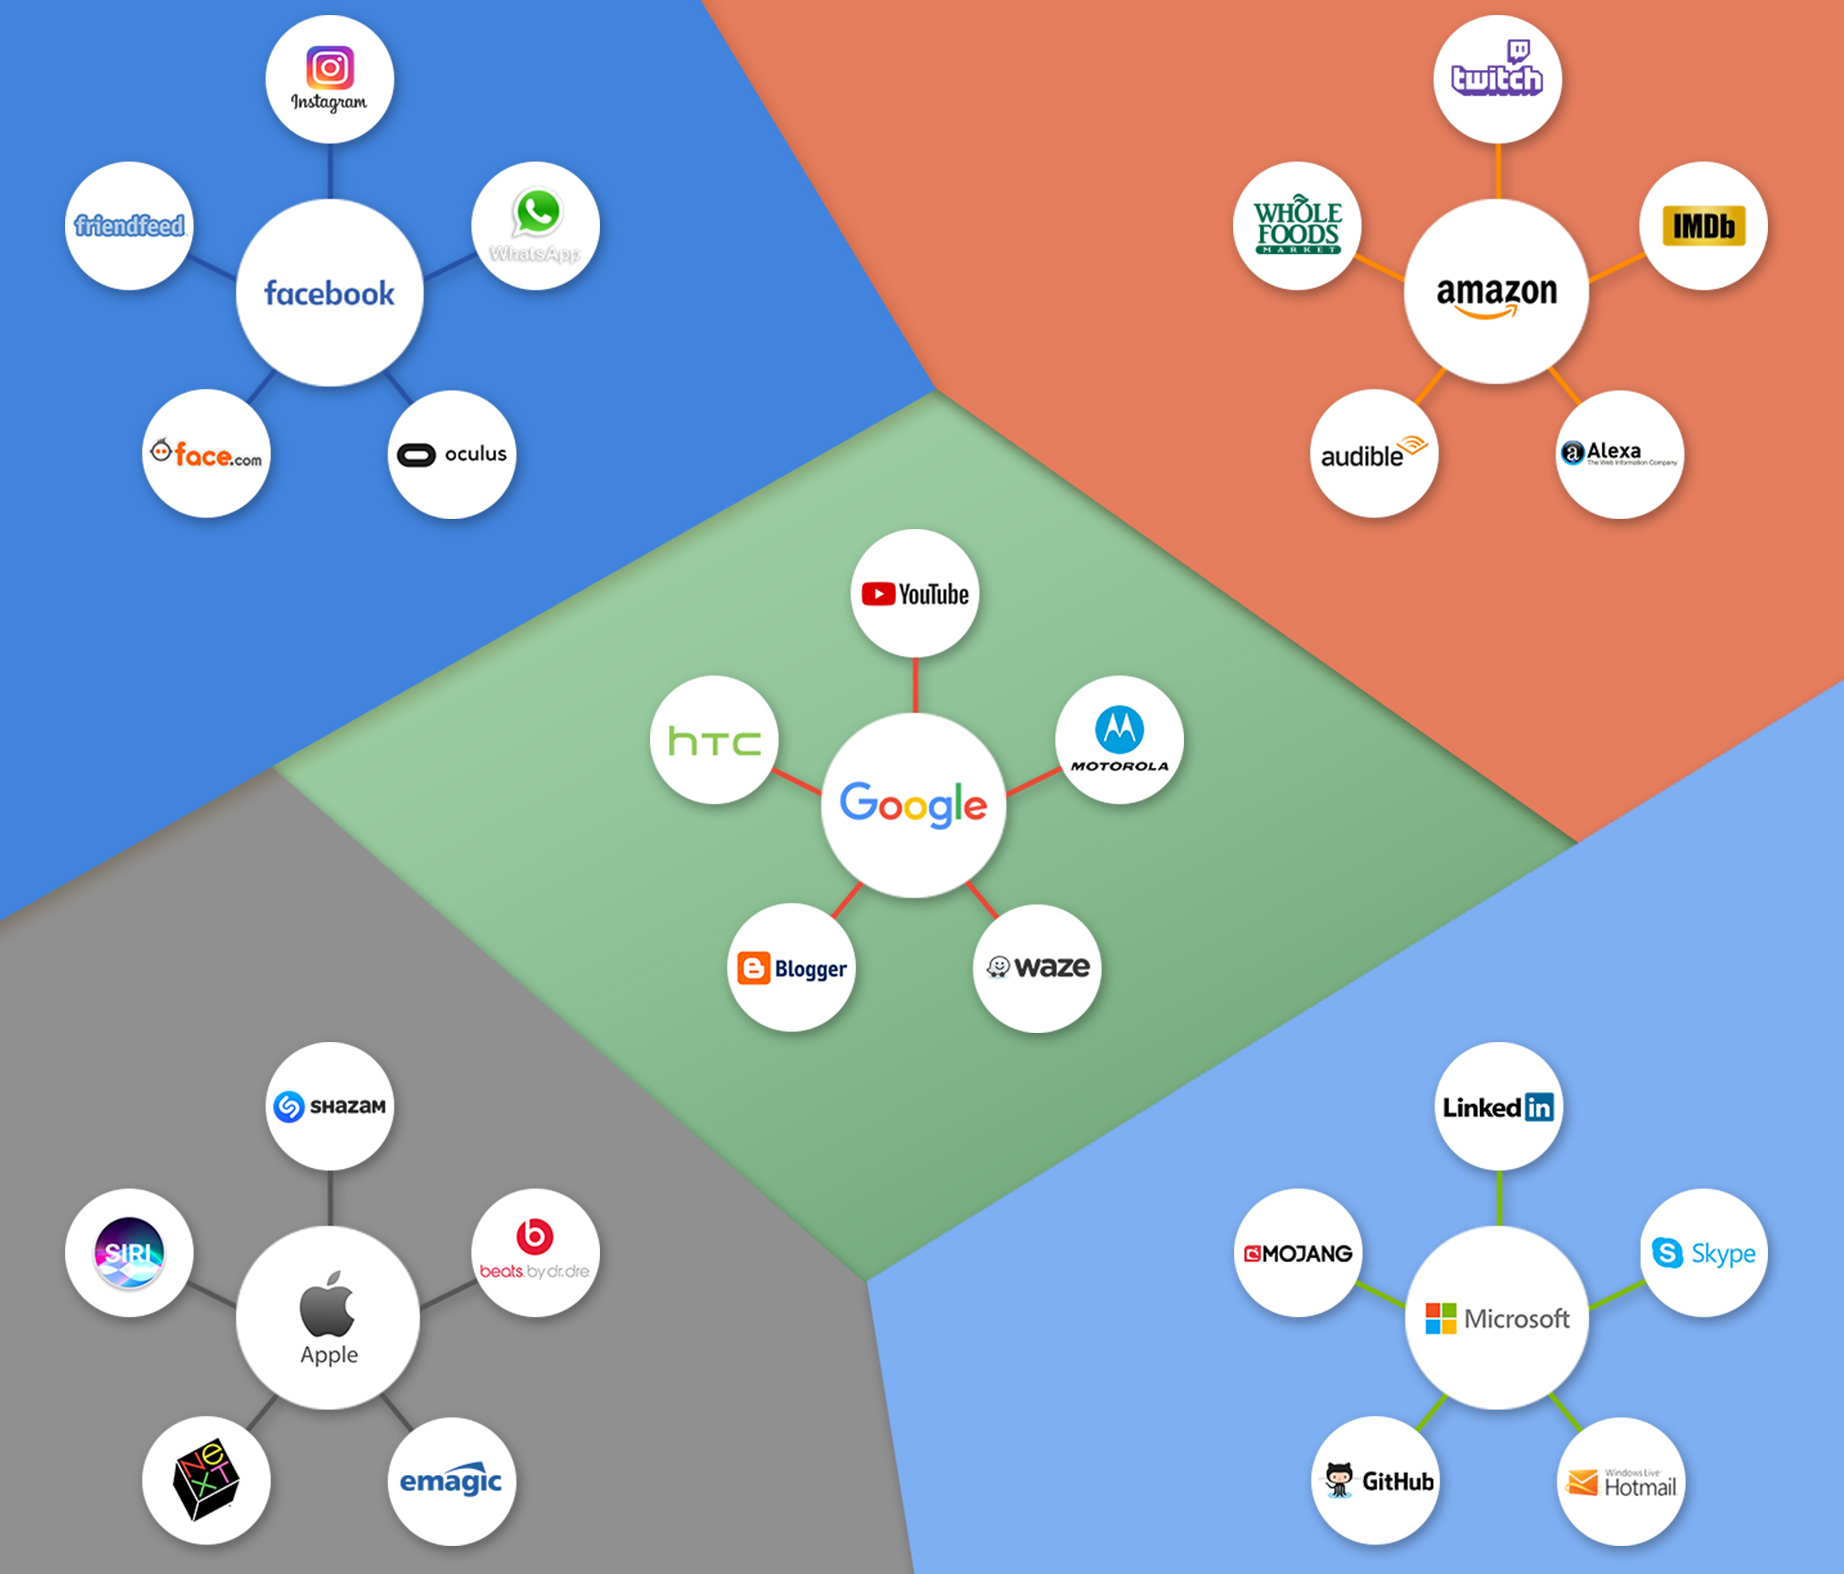 Instagram
friendfeed
WhatsApp
facebook
face.com
oculus
twitch
WHOLE
FOODS
MARKET
IMDb
amazon
audible
a Alexa
The Web Information Company
YouTube
hTC
MOTOROLA
Google
Blogger
waze
SHAZAM
SIRI
b
beats by dr. dre
Apple
NeXT
emagic
Linked in
MOJANG
S Skype
Microsoft
GitHub
Windows Live
Hotmail